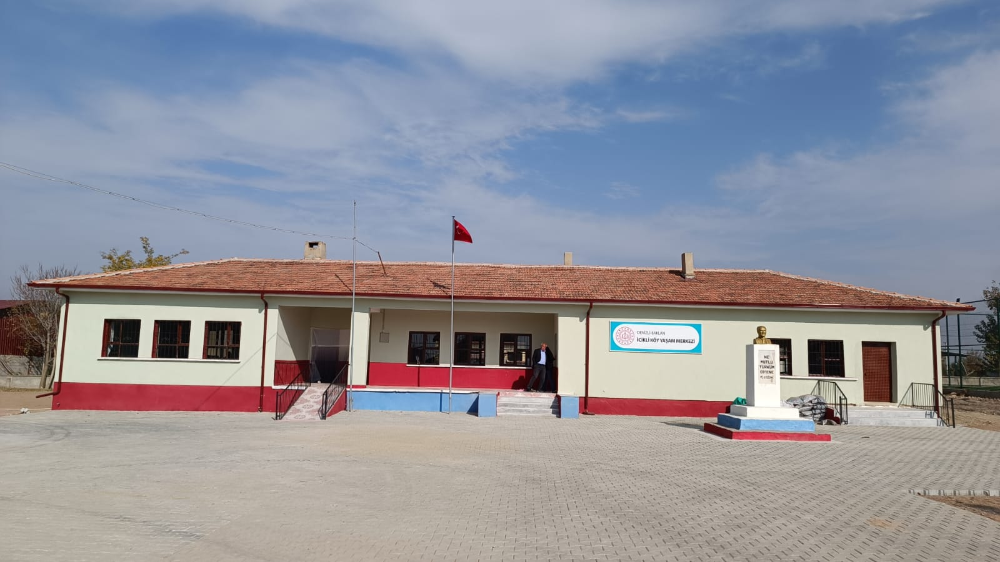 DENİZLİ-BAKLAN
İCİKLİ KÖY YAŞAM MERKEZİ
NE
MUTLU
TÜRKÜM
DİYENE